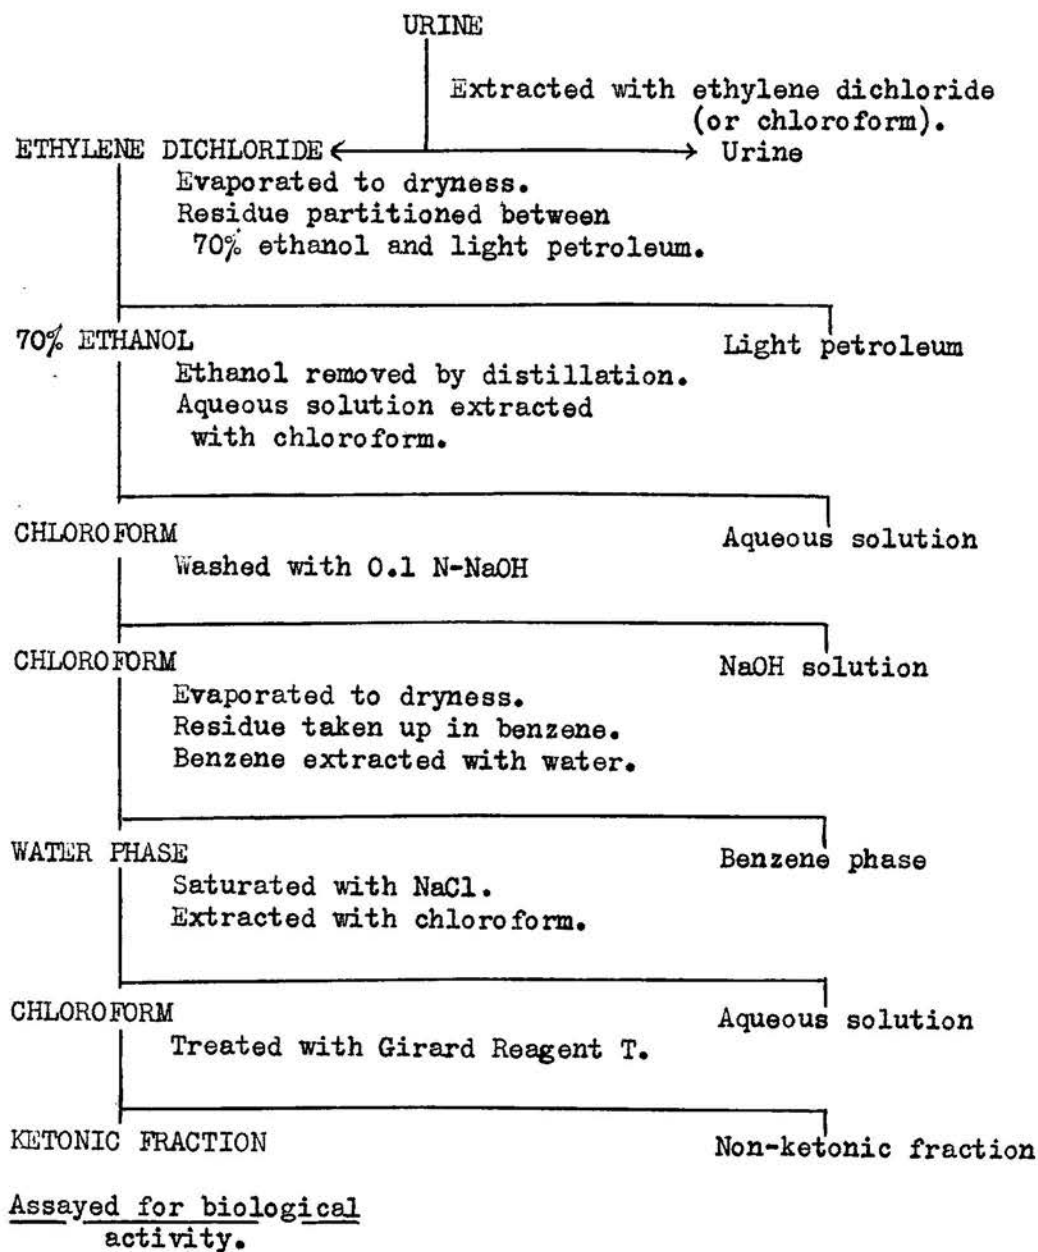 URINE
Extracted with ethylene dichloride
(or chloroform).
ETHYLENE DICHLORIDE
Urine
Evaporated to dryness.
Residue partitioned between
70% ethanol and light petroleum.
70% ETHANOL
Light petroleum
Ethanol removed by distillation.
Aqueous solution extracted
with chloroform.
CHLOROFORM
Aqueous solution
Washed with 0.1 N-NaOH
CHLOROFORM
NaOH solution
Evaporated to dryness.
Residue taken up in benzene.
Benzene extracted with water.
WATER PHASE
Benzene phase
Saturated with NaCl.
Extracted with chloroform.
CHLOROFORM
Aqueous solution
Treated with Girard Reagent T.
KETONIC FRACTION
Non-ketonic fraction
Assayed for biological
activity.